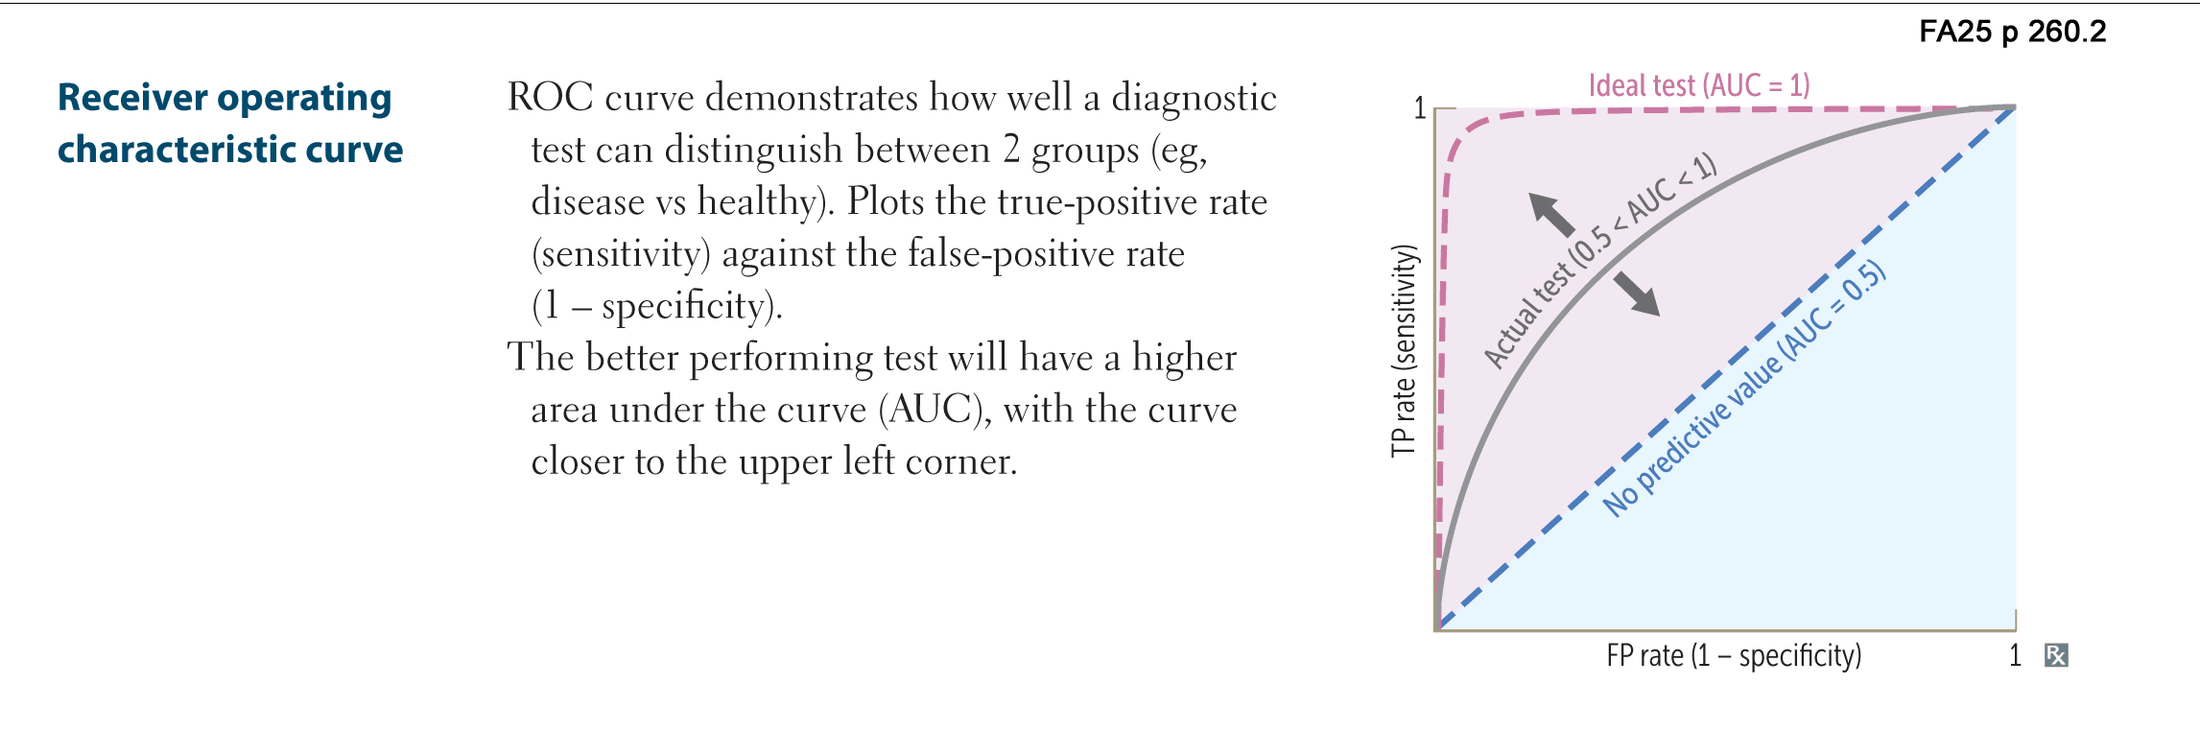 FA25 p 260.2
Receiver operating
characteristic curve
ROC curve demonstrates how well a diagnostic
test can distinguish between 2 groups (eg,
disease vs healthy). Plots the true-positive rate
(sensitivity) against the false-positive rate
(1 – specificity).
The better performing test will have a higher
area under the curve (AUC), with the curve
closer to the upper left corner.
Ideal test (AUC = 1)
1
Actual test (0.5 < AUC < 1)
No predictive value (AUC = 0.5)
TP rate (sensitivity)
FP rate (1 – specificity)
1
Rx